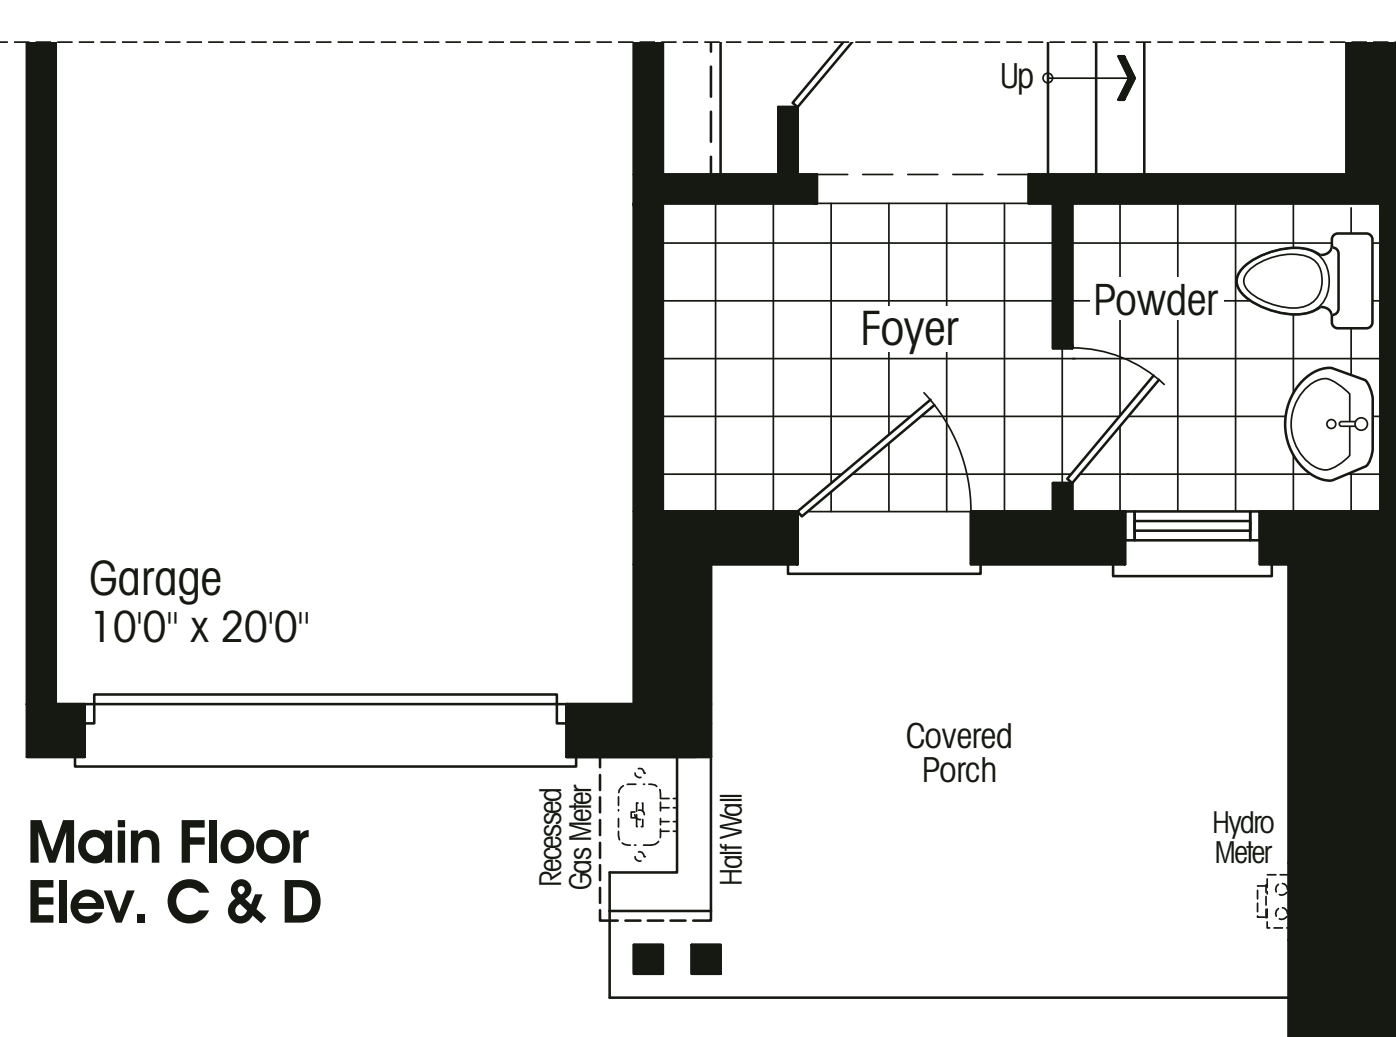 Up
Powder
Foyer
Garage
10'0" x 20'0"
Covered
Porch
Recessed
Gas Meter
Half Wall
Hydro
Meter
Main Floor
Elev. C & D